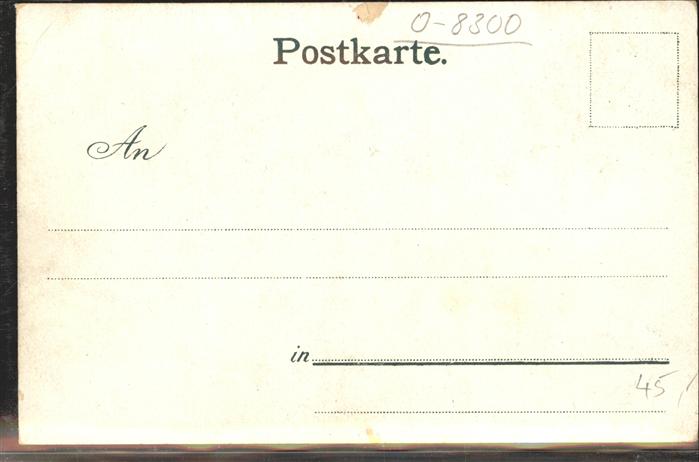 O-8300
Postkarte.
An
in
45